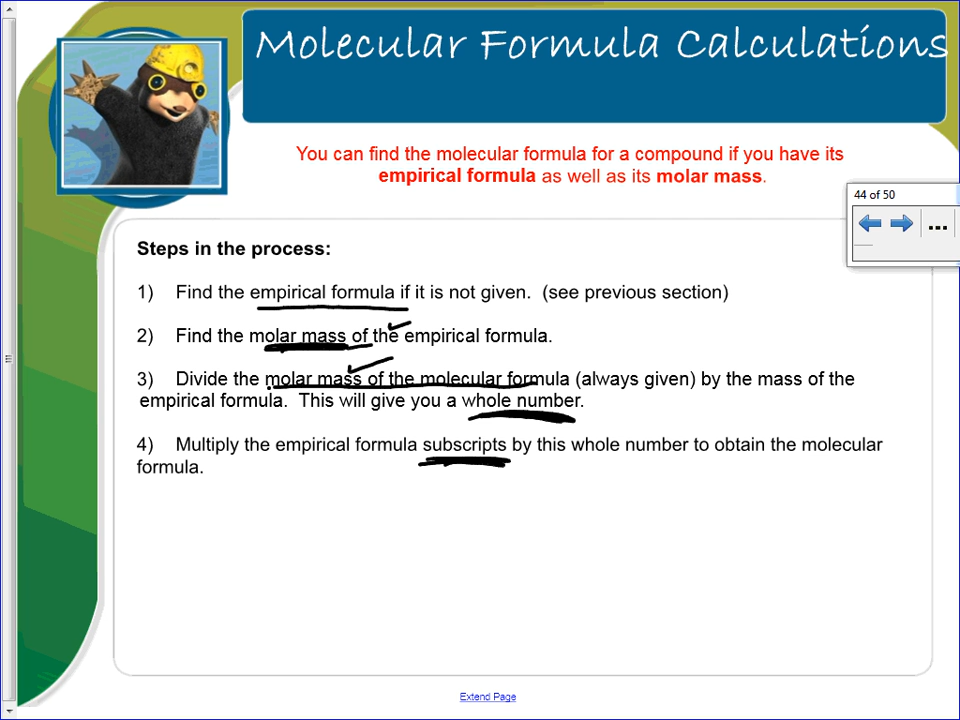 Molecular Formula Calculations
You can find the molecular formula for a compound if you have its
empirical formula as well as its molar mass.
44 of 50
...
Steps in the process:
1) Find the empirical formula if it is not given. (see previous section)
2) Find the molar mass of the empirical formula.
3) Divide the molar mass of the molecular formula (always given) by the mass of the
empirical formula. This will give you a whole number.
4) Multiply the empirical formula subscripts by this whole number to obtain the molecular
formula.
Extend Page